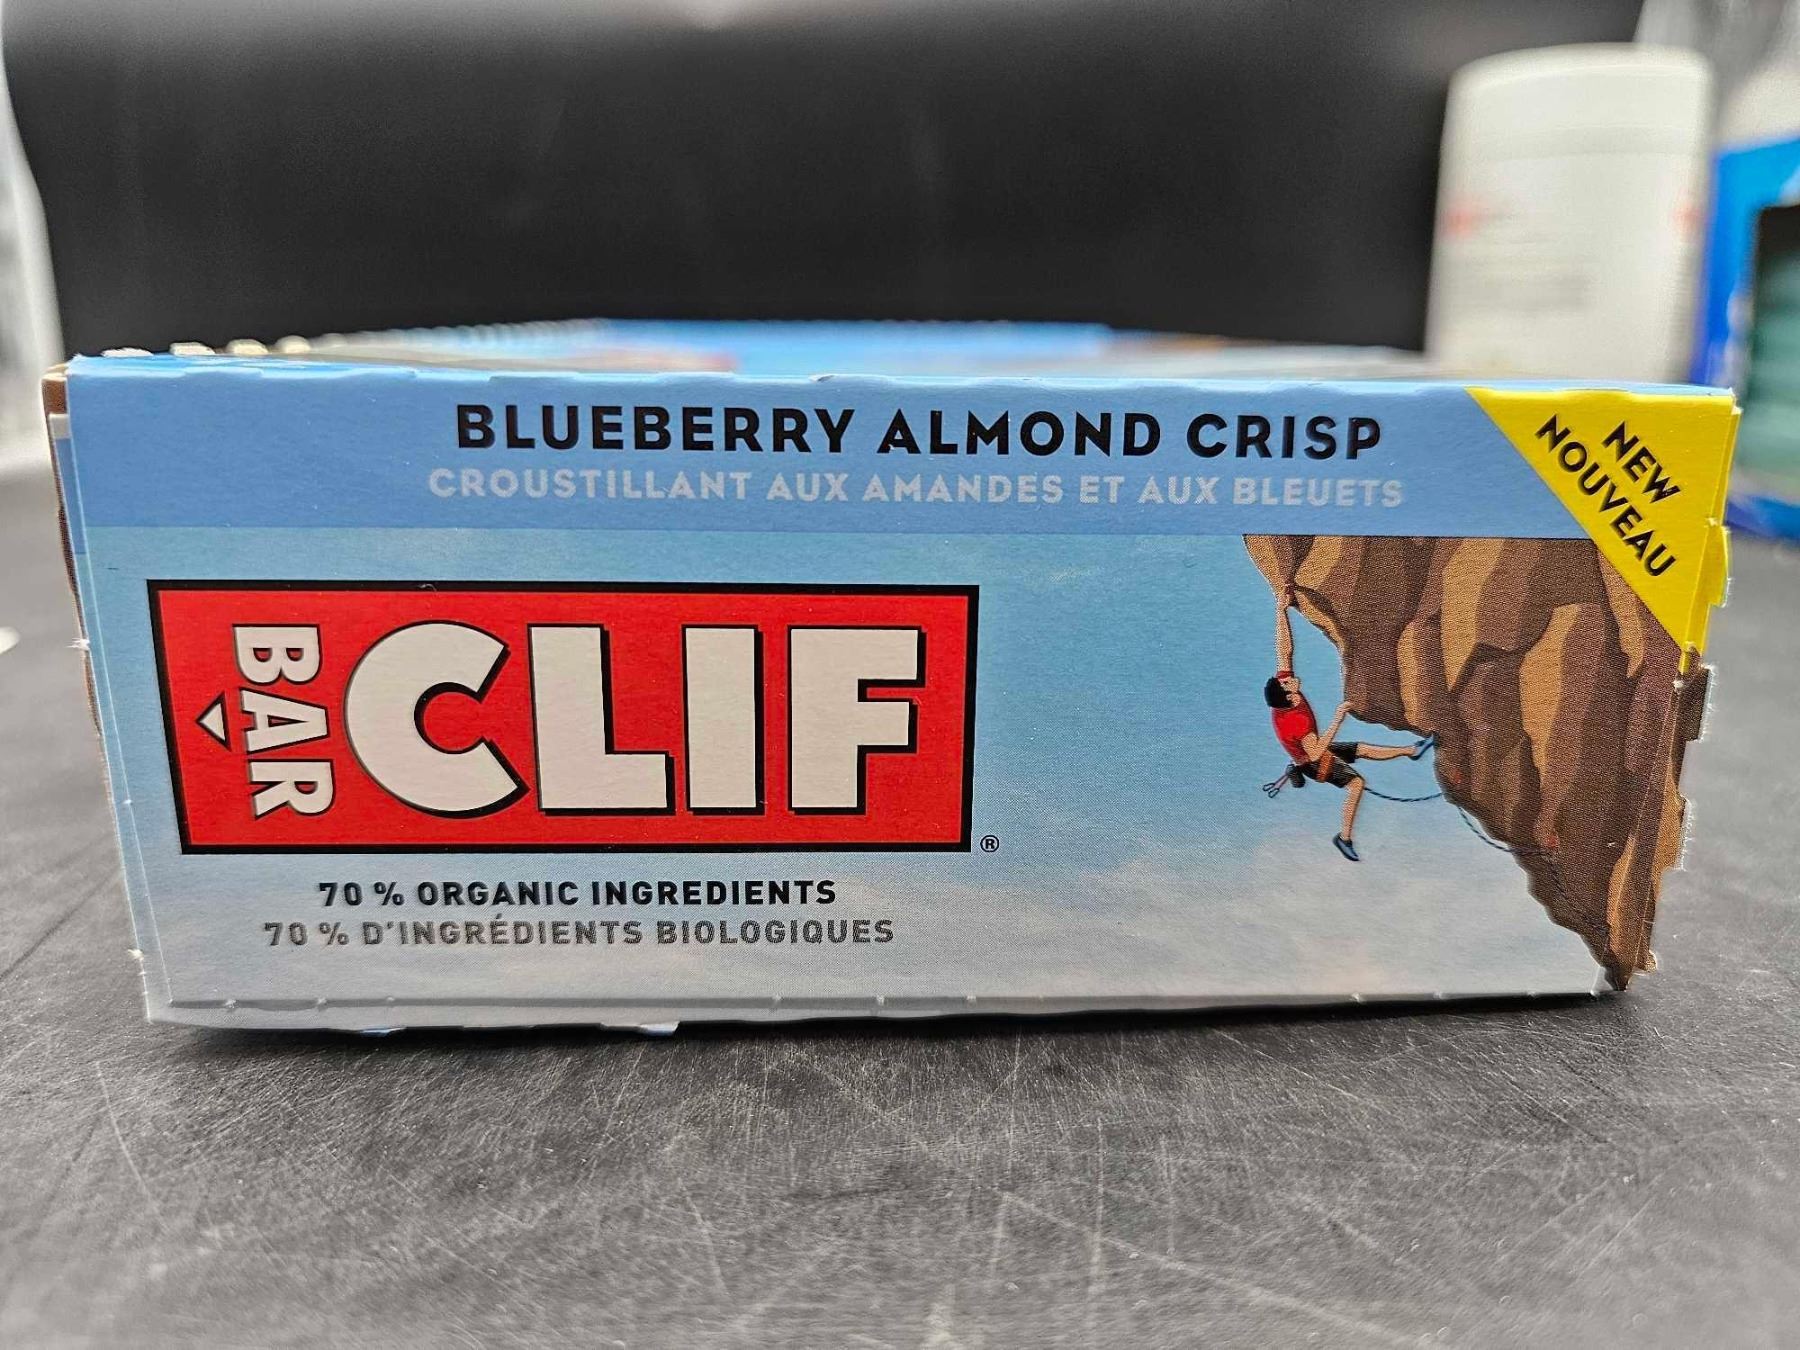 BLUEBERRY ALMOND CRISP
CROUSTILLANT AUX AMANDES ET AUX BLEUETS
NEW
NOUVEAU
BAR
CLIF
®
70 % ORGANIC INGREDIENTS
70 % D'INGRÉDIENTS BIOLOGIQUES